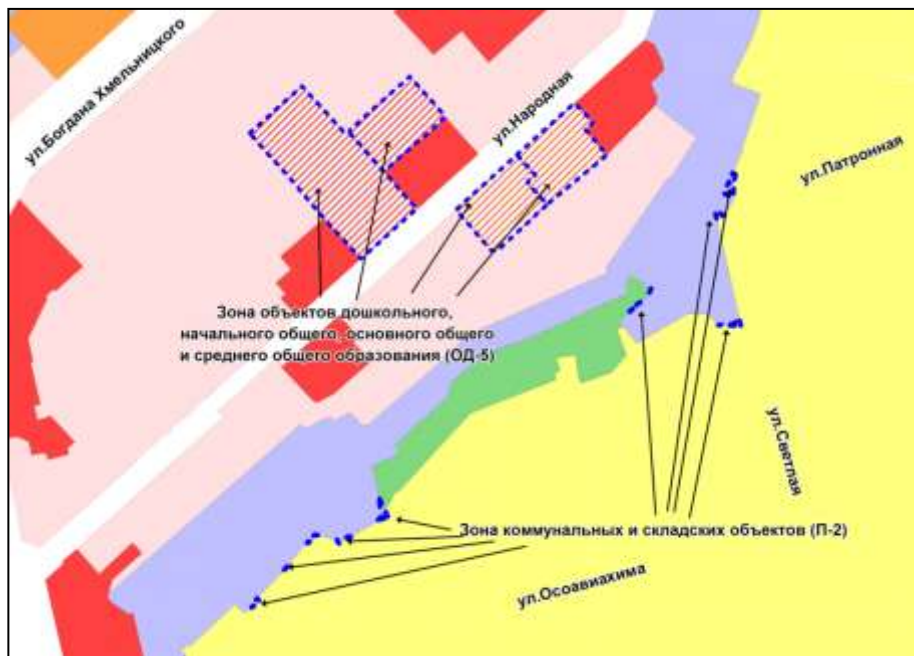 ул.Богдана Хмельницкого
ул.Народная
ул.Патронная
Зона объектов дошкольного,
начального общего, основного общего
и среднего общего образования (ОД-5)
ул.Светлая
Зона коммунальных и складских объектов (П-2)
ул.Осоавиахима